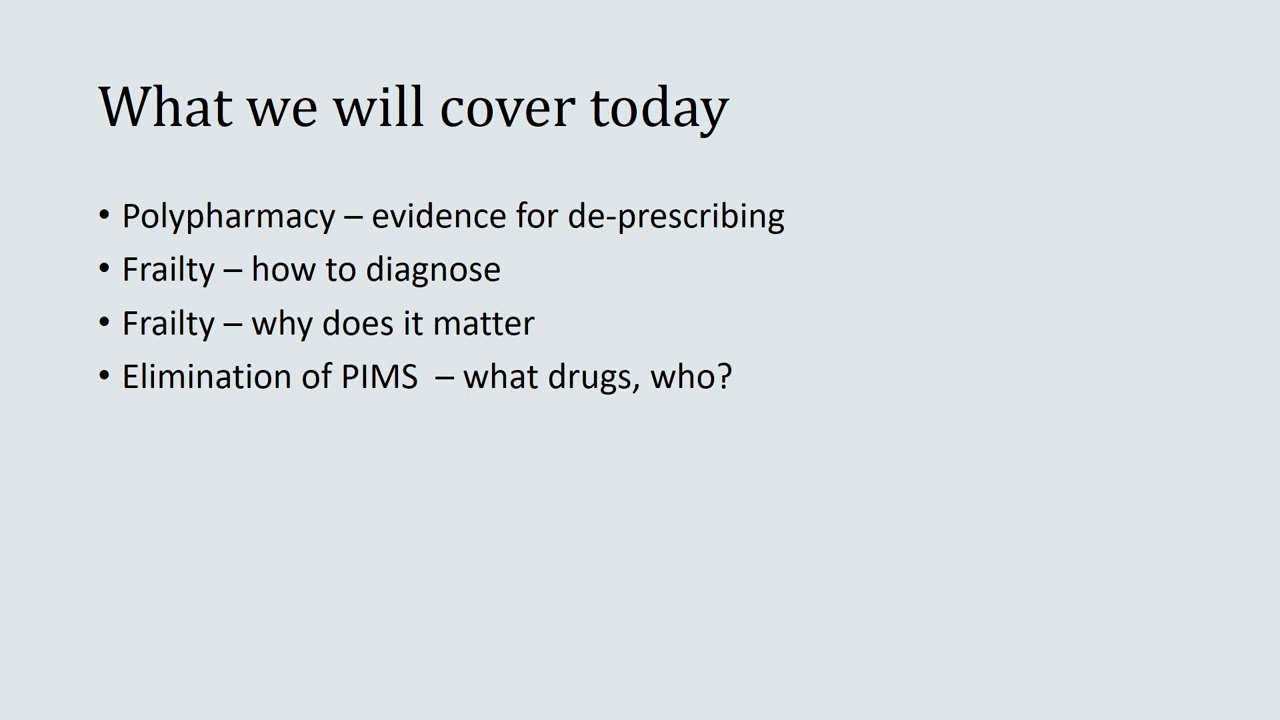 What we will cover today
• Polypharmacy – evidence for de-prescribing
• Frailty – how to diagnose
• Frailty – why does it matter
• Elimination of PIMS  – what drugs, who?